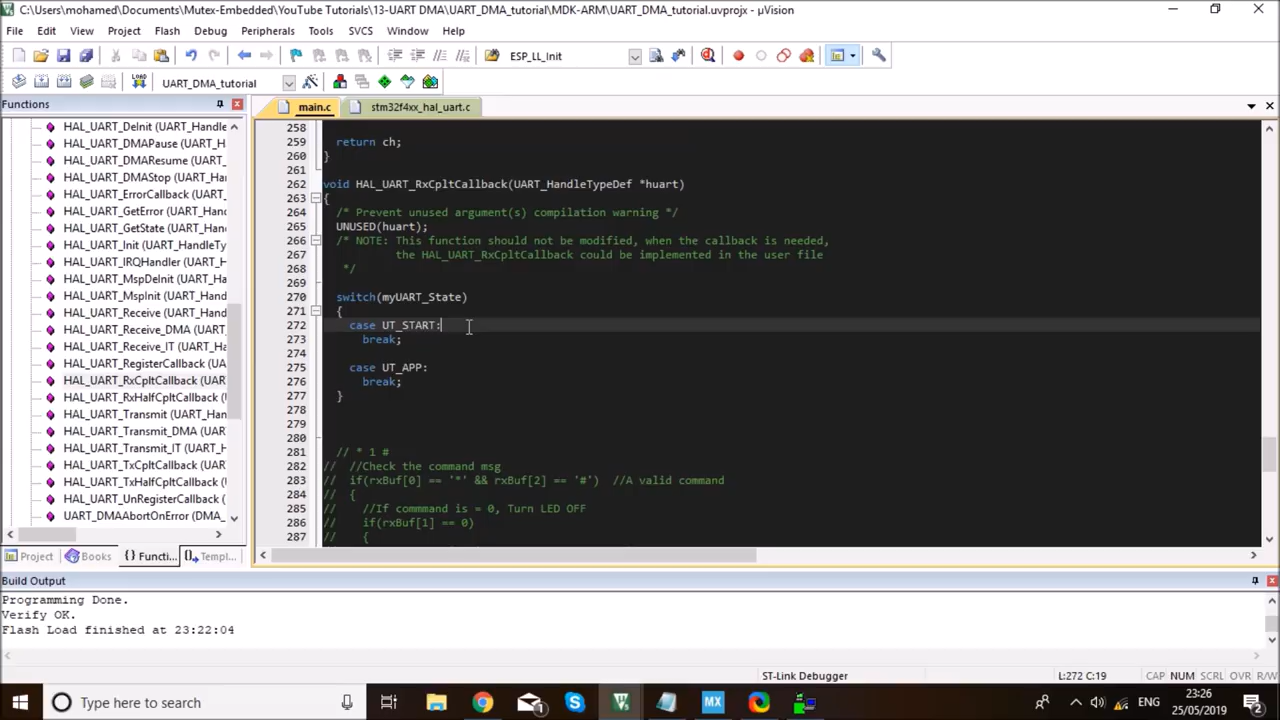 C:\Users\mohamed\Documents\Mutex-Embedded\YouTube Tutorials\13-UART DMA\UART_DMA_tutorial\MDK-ARM\UART_DMA_tutorial.uvprojx - µVision
File Edit View Project Flash Debug Peripherals Tools SVCS Window Help
ESP_LL_Init
LOAD UART_DMA_tutorial
Functions
main.c stm32f4xx_hal_uart.c
HAL_UART_DeInit (UART_Handle
HAL_UART_DMAPause (UART_Ha
HAL_UART_DMAResume (UART_
HAL_UART_DMAStop (UART_Har
HAL_UART_ErrorCallback (UART_
HAL_UART_GetError (UART_Hand
HAL_UART_GetState (UART_Hand
HAL_UART_Init (UART_HandleTy
HAL_UART_IRQHandler (UART_H
HAL_UART_MspDeInit (UART_Ha
HAL_UART_MspInit (UART_Hand
HAL_UART_Receive (UART_Hand
HAL_UART_Receive_DMA (UART_
HAL_UART_Receive_IT (UART_Ha
HAL_UART_RegisterCallback (UAR
HAL_UART_RxCpltCallback (UAR
HAL_UART_RxHalfCpltCallback (U
HAL_UART_Transmit (UART_Hand
HAL_UART_Transmit_DMA (UART
HAL_UART_Transmit_IT (UART_H
HAL_UART_TxCpltCallback (UART
HAL_UART_TxHalfCpltCallback (U
HAL_UART_UnRegisterCallback (U
UART_DMAAbortOnError (DMA_
Project Books {} Functi... Templ...
258
259 return ch;
260 }
261
262 void HAL_UART_RxCpltCallback(UART_HandleTypeDef *huart)
263 {
264 /* Prevent unused argument(s) compilation warning */
265 UNUSED(huart);
266 /* NOTE: This function should not be modified, when the callback is needed,
267 the HAL_UART_RxCpltCallback could be implemented in the user file
268 */
269
270 switch(myUART_State)
271 {
272 case UT_START:
273 break;
274
275 case UT_APP:
276 break;
277 }
278
279
280
281 // * 1 #
282 // //Check the command msg
283 // if(rxBuf[0] == '*' && rxBuf[2] == '#') //A valid command
284 // {
285 // //If commmand is = 0, Turn LED OFF
286 // if(rxBuf[1] == 0)
287 // {
Build Output
Programming Done.
Verify OK.
Flash Load finished at 23:22:04
ST-Link Debugger L:272 C:19 CAP NUM SCRL OVR R/W
Type here to search
MX
ENG
23:26
25/05/2019
2